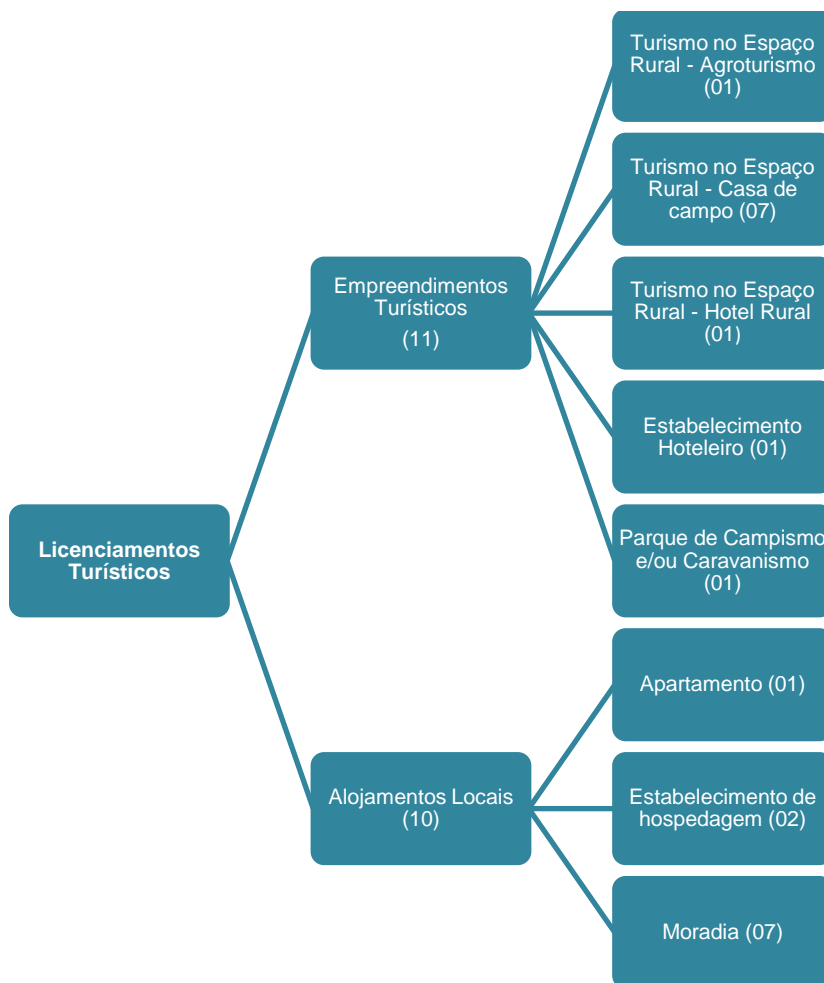 Licenciamentos
Turísticos
Empreendimentos
Turísticos
(11)
Turismo no Espaço
Rural - Agroturismo
(01)
Turismo no Espaço
Rural - Casa de
campo (07)
Turismo no Espaço
Rural - Hotel Rural
(01)
Estabelecimento
Hoteleiro (01)
Parque de Campismo
e/ou Caravanismo
(01)
Alojamentos Locais
(10)
Apartamento (01)
Estabelecimento de
hospedagem (02)
Moradia (07)